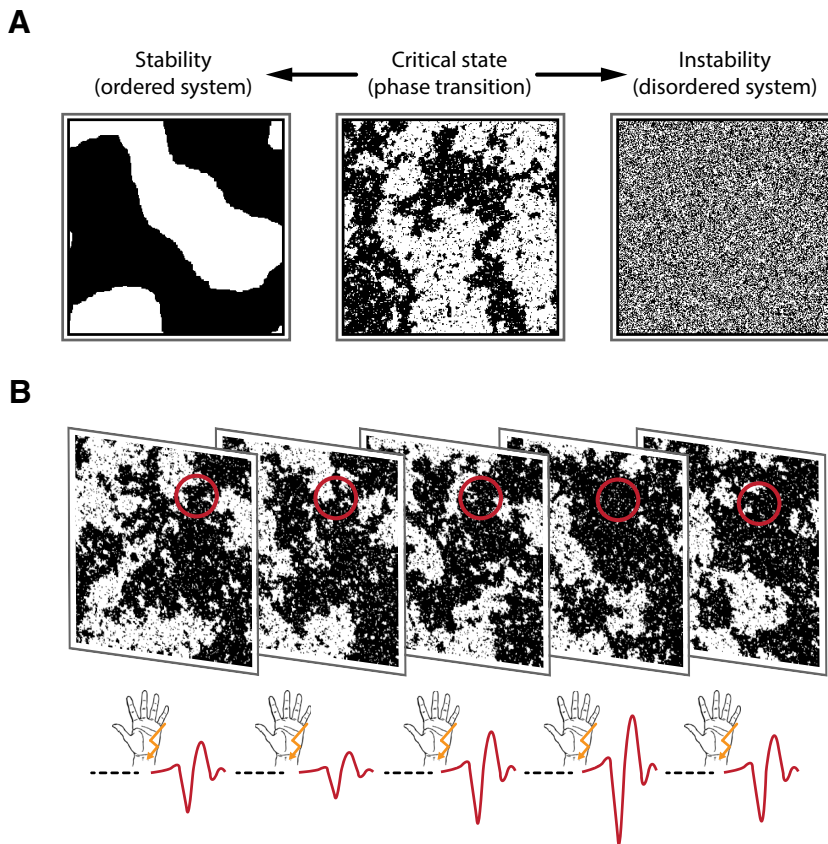 A
Stability
(ordered system)
Critical state
(phase transition)
Instability
(disordered system)
B